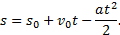 s = s₀ + v₀t − at²/2.